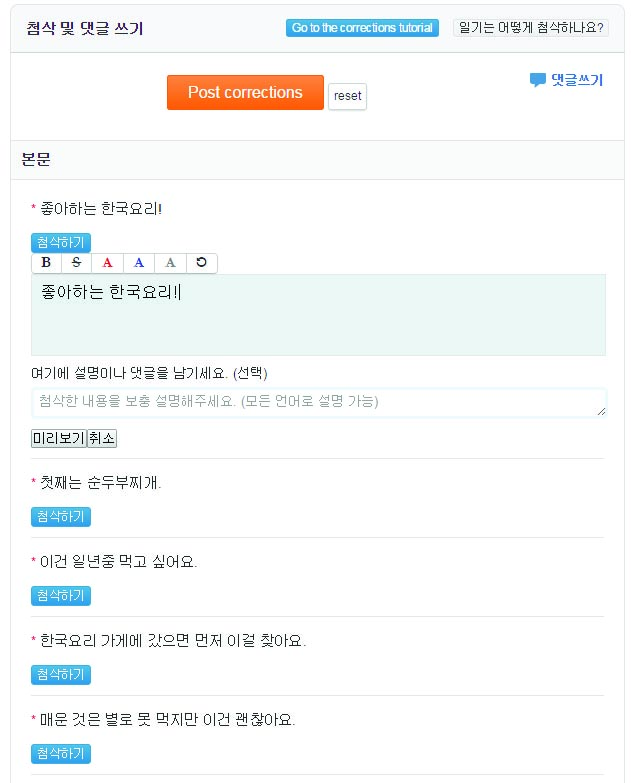 첨삭 및 댓글 쓰기 Go to the corrections tutorial 일기는 어떻게 첨삭하나요?
Post corrections reset 댓글쓰기
본문
* 좋아하는 한국요리!
첨삭하기
B S A A A
좋아하는 한국요리!
여기에 설명이나 댓글을 남기세요. (선택)
첨삭한 내용을 보충 설명해주세요. (모든 언어로 설명 가능)
미리보기 취소
* 첫째는 순두부찌개.
첨삭하기
* 이건 일년중 먹고 싶어요.
첨삭하기
* 한국요리 가게에 갔으면 먼저 이걸 찾아요.
첨삭하기
* 매운 것은 별로 못 먹지만 이건 괜찮아요.
첨삭하기